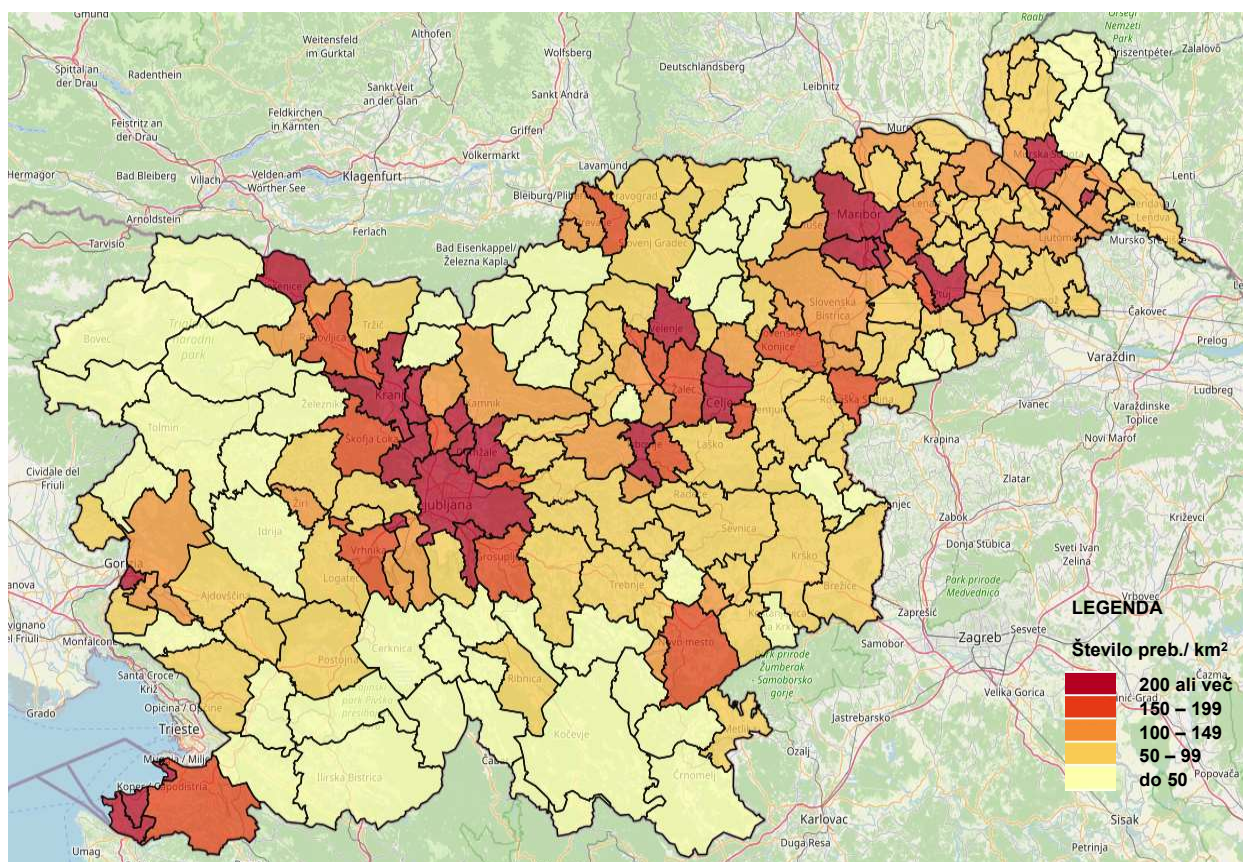 Gmünd
Althofen
Weitensfeld
im Gurktal
Wolfsberg
Nemzeti
Park
Őriszentpéter
Zalalövő
Spittal an
der Drau
Radenthein
Sankt Veit
an der Glan
Deutschlandsberg
Leibnitz
Feldkirchen
in Kärnten
Sankt Andrä
Feistritz an
der Drau
Griffen
Völkermarkt
Lavamünd
Hermagor
Bad Bleiberg
Villach
Velden am
Wörther See
Klagenfurt
Murska Sobota
Lenti
Dravograd
Arnoldstein
Ferlach
Maribor
Lendava
Tarvisio
Bad Eisenkappel/
Železna Kapla
Slovenj Gradec
Ljutomer
Jesenice
Ptuj
Čakovec
Bovec
Tržič
Radovljica
Slovenska
Bistrica
Prelog
Velenje
Slovenske
Konjice
Varaždin
Ludbreg
Železniki
Kranj
Kamnik
Žalec
Celje
Rogaška Slatina
Ivanec
Varaždinske
Toplice
Tolmin
Škofja Loka
Domžale
Laško
Krapina
Novi Marof
Cividale del
Friuli
Ljubljana
Zlatar
Žiri
Radeče
Idrija
Sevnica
Zabok
Križevci
Vrhnika
Grosuplje
Krško
Donja Stubica
Sveti Ivan
Zelina
Gorizia
Logatec
Trebnje
Brežice
Ajdovščina
Park prirode
Medvednica
Vrbovec
Zaprešić
Monfalcone
Cerknica
Novo mesto
Samobor
Zagreb
Sesvete
LEGENDA
Santa Croce /
Križ
Postojna
Ribnica
Park prirode
Žumberak
- Samoborsko
gorje
Število preb./ km²
Grado
Opicina / Opčine
Velika Gorica
200 ali več
Trieste
Jastrebarsko
150 – 199
Kočevje
Metlika
100 – 149
Ozalj
50 – 99
Popovača
Koper / Capodistria
Ilirska Bistrica
Črnomelj
do 50
Umag
Karlovac
Duga Resa
Sisak
Petrinja